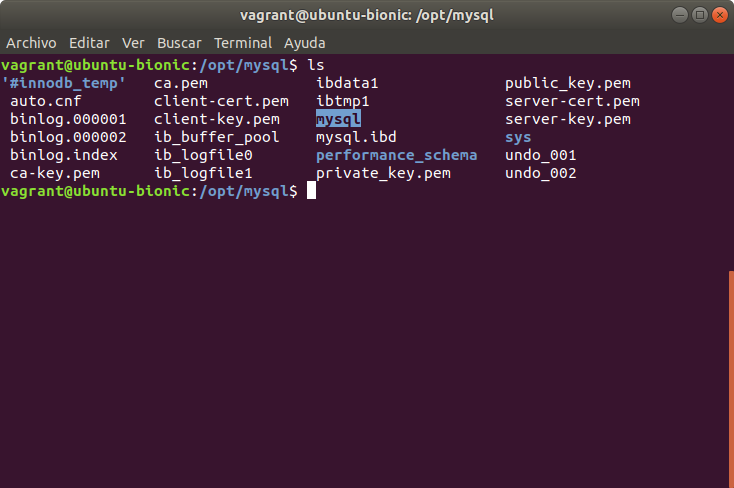 vagrant@ubuntu-bionic: /opt/mysql
Archivo Editar Ver Buscar Terminal Ayuda
vagrant@ubuntu-bionic:/opt/mysql$ ls
'#innodb_temp' ca.pem ibdata1 public_key.pem
auto.cnf client-cert.pem ibtmp1 server-cert.pem
binlog.000001 client-key.pem mysql server-key.pem
binlog.000002 ib_buffer_pool mysql.ibd sys
binlog.index ib_logfile0 performance_schema undo_001
ca-key.pem ib_logfile1 private_key.pem undo_002
vagrant@ubuntu-bionic:/opt/mysql$